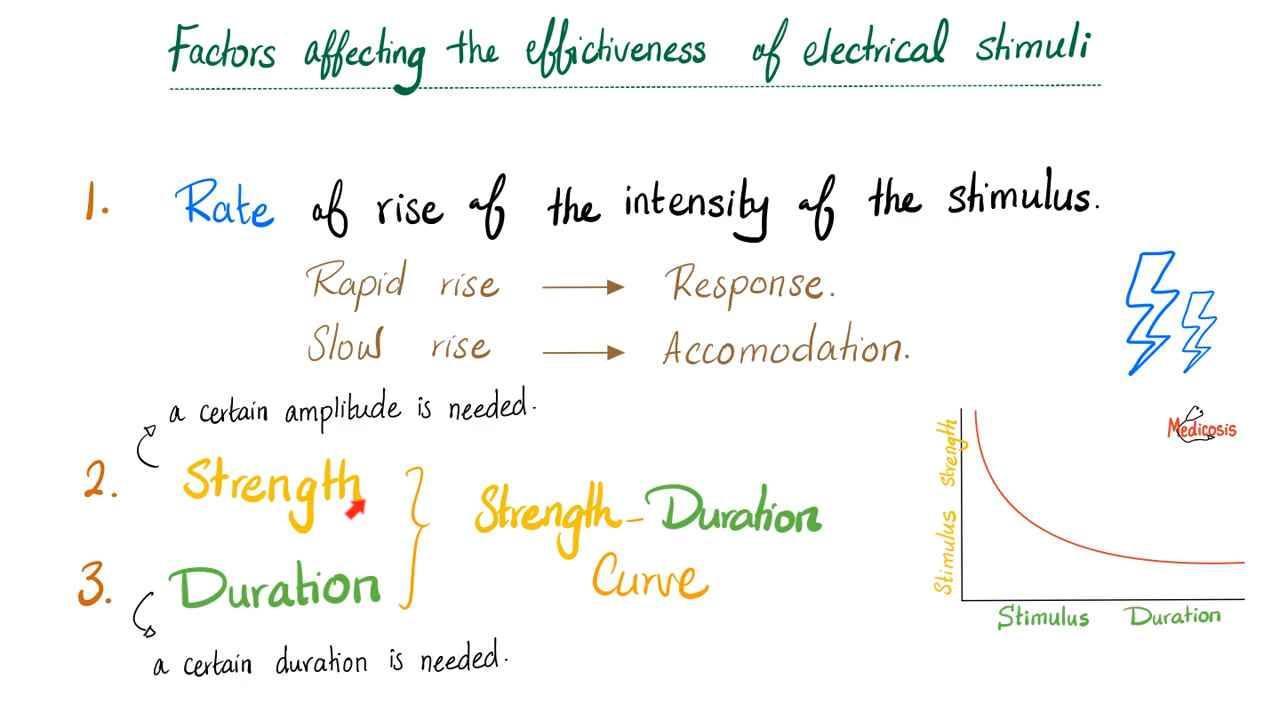 Factors affecting the effictiveness of electrical stimuli
1. Rate of rise of the intensity of the stimulus.
Rapid rise → Response.
Slow rise → Accomodation.
a certain amplitude is needed.
2. Strength
3. Duration
a certain duration is needed.
Strength-Duration
Curve
Medicosis
Stimulus Strength
Stimulus Duration